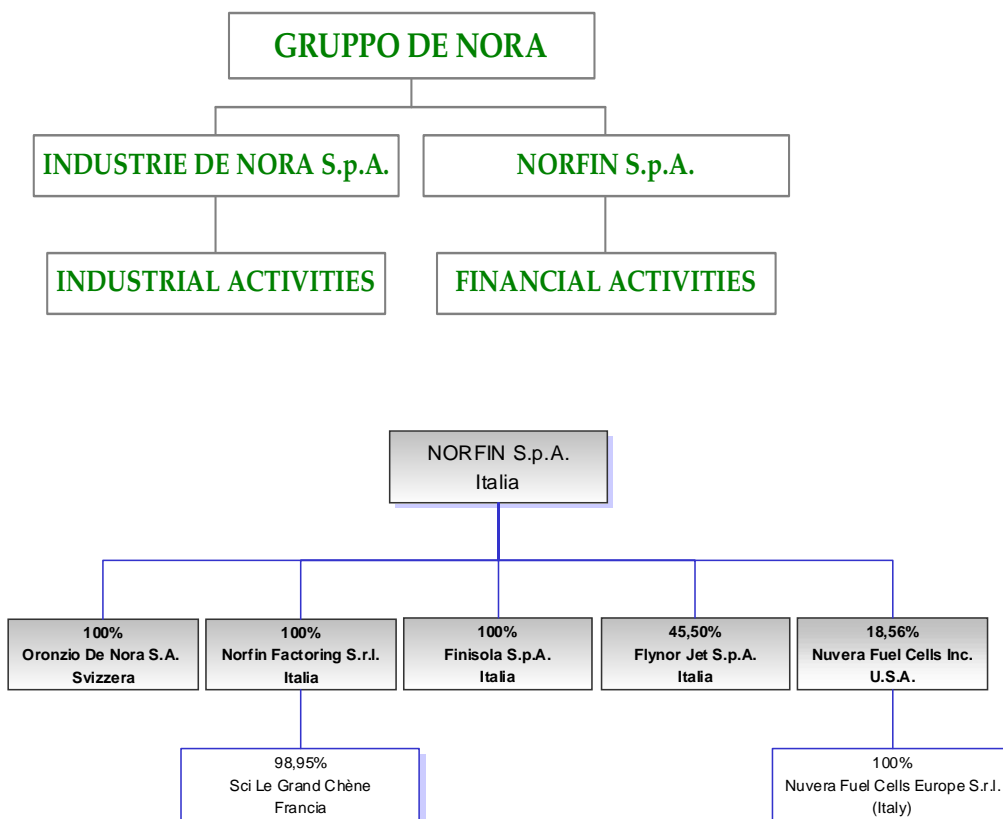 GRUPPO DE NORA
INDUSTRIE DE NORA S.p.A.
NORFIN S.p.A.
INDUSTRIAL ACTIVITIES
FINANCIAL ACTIVITIES
NORFIN S.p.A.
Italia
100%
Oronzio De Nora S.A.
Svizzera
100%
Norfin Factoring S.r.l.
Italia
100%
Finisola S.p.A.
Italia
45,50%
Flynor Jet S.p.A.
Italia
18,56%
Nuvera Fuel Cells Inc.
U.S.A.
98,95%
Sci Le Grand Chène
Francia
100%
Nuvera Fuel Cells Europe S.r.l.
(Italy)